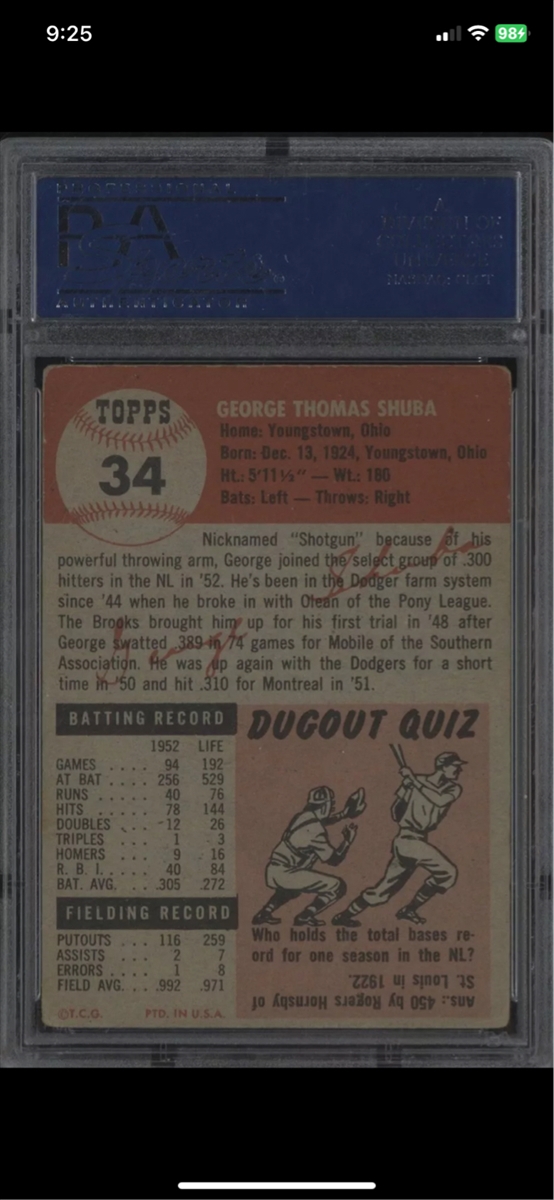 9:25
98
PSA
TOPPS
34
GEORGE THOMAS SHUBA
Home: Youngstown, Ohio
Born: Dec. 13, 1924, Youngstown, Ohio
Ht.: 5'11½" — Wt.: 180
Bats: Left — Throws: Right
Nicknamed "Shotgun" because of his
powerful throwing arm, George joined the select group of .300
hitters in the NL in '52. He's been in the Dodger farm system
since '44 when he broke in with Olean of the Pony League.
The Brooks brought him up for his first trial in '48 after
George swatted .389 in 74 games for Mobile of the Southern
Association. He was up again with the Dodgers for a short
time in '50 and hit .310 for Montreal in '51.
George Shuba
BATTING RECORD
1952 LIFE
GAMES .... 94 192
AT BAT ..... 256 529
RUNS ..... 40 76
HITS ...... 78 144
DOUBLES . . . 12 26
TRIPLES ... 1 3
HOMERS ... 9 16
R. B. I. .... 40 84
BAT. AVG. . .305 .272
FIELDING RECORD
PUTOUTS ... 116 259
ASSISTS ... 2 7
ERRORS .... 1 8
FIELD AVG. .. .992 .971
©T.C.G. PTD. IN U.S.A.
DUGOUT QUIZ
Who holds the total bases re-
ord for one season in the NL?
Ans.: 450 by Rogers Hornsby of
St. Louis in 1922.